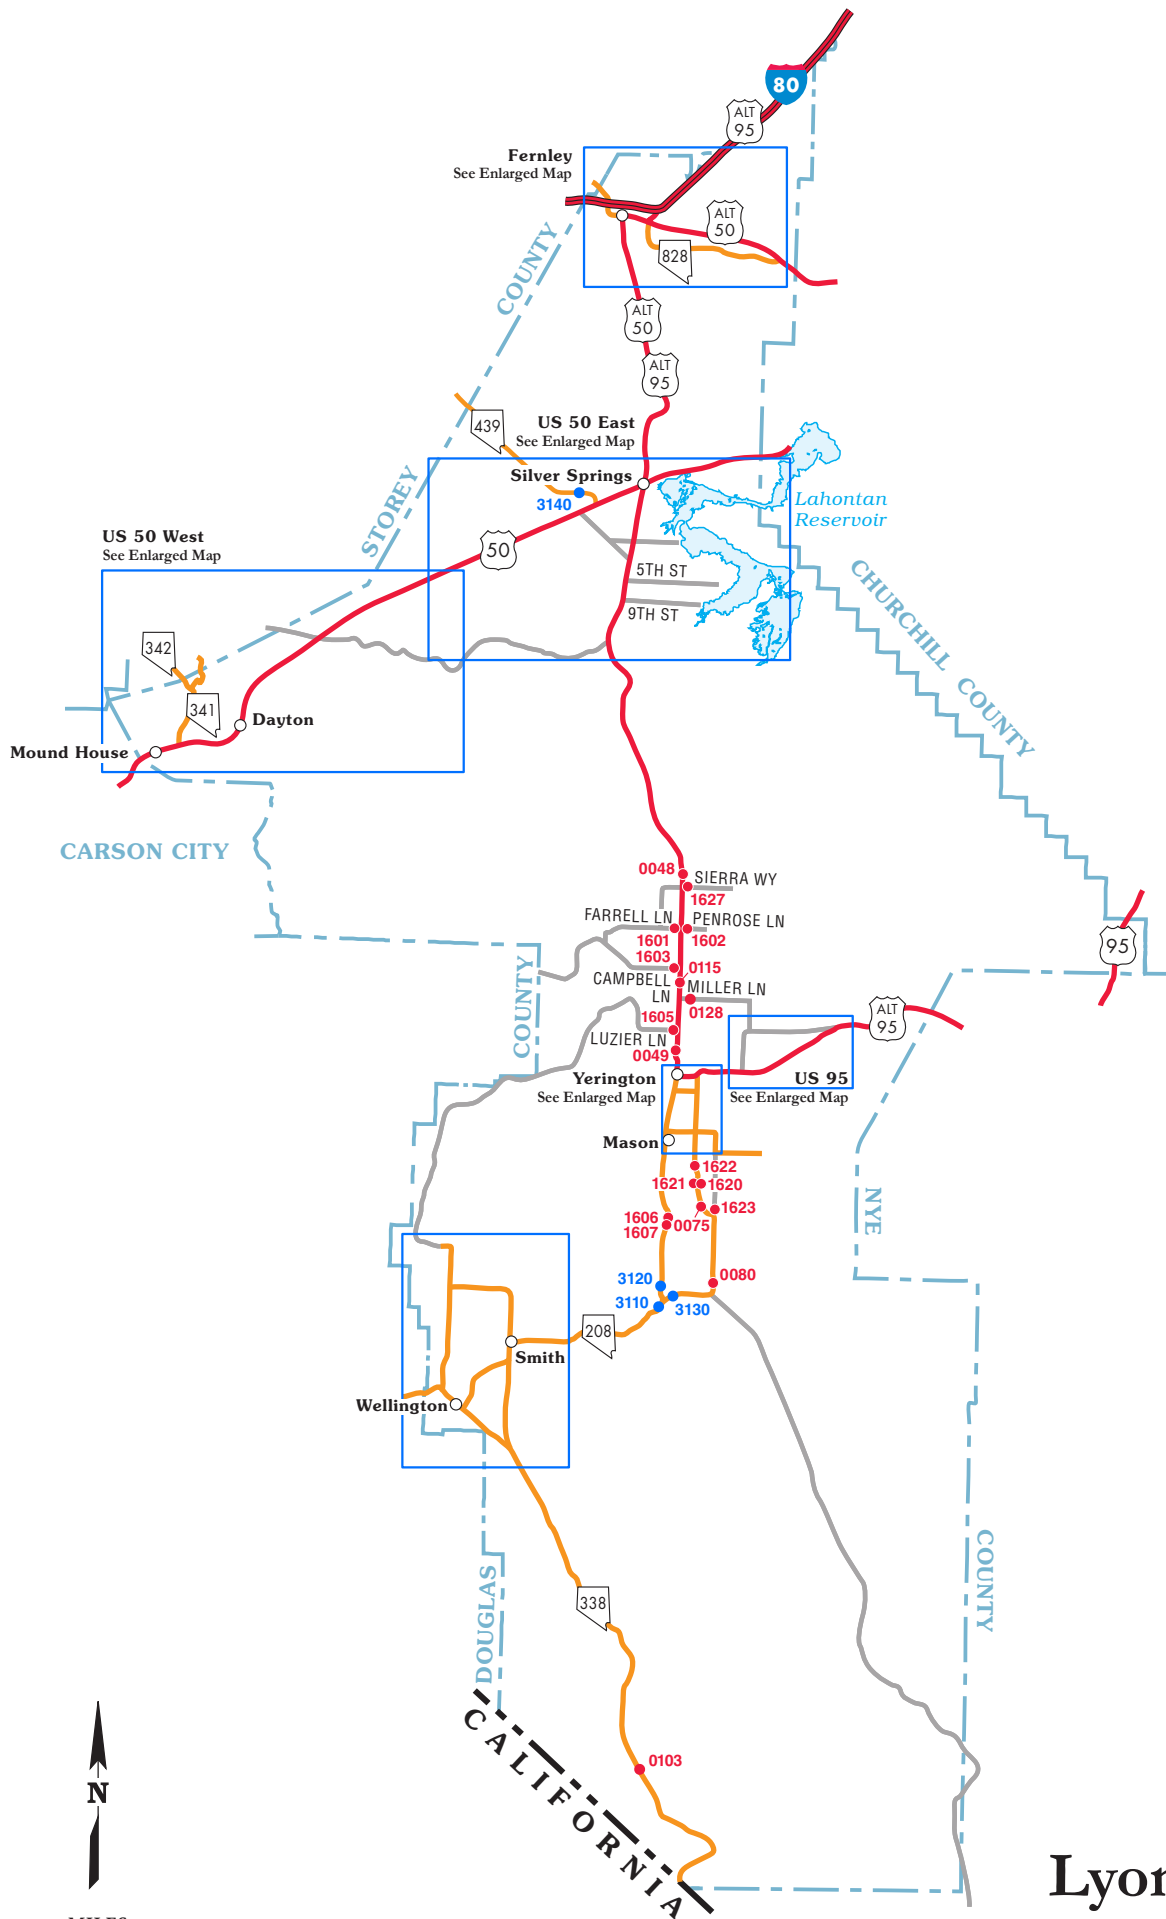 80
ALT
95
Fernley
See Enlarged Map
ALT
50
828
COUNTY
ALT
50
ALT
95
439
US 50 East
See Enlarged Map
Silver Springs
3140
Lahontan
Reservoir
STOREY
US 50 West
See Enlarged Map
50
5TH ST
9TH ST
CHURCHILL COUNTY
342
341
Dayton
Mound House
CARSON CITY
0048
SIERRA WY
1627
FARRELL LN
PENROSE LN
1601
1602
1603
0115
CAMPBELL
LN
MILLER LN
0128
1605
LUZIER LN
0049
95
ALT
95
COUNTY
Yerington
See Enlarged Map
US 95
See Enlarged Map
Mason
1622
1621
1620
1623
1606
1607
0075
NYE
3120
0080
3110
3130
208
Smith
Wellington
338
DOUGLAS
COUNTY
0103
CALIFORNIA
N